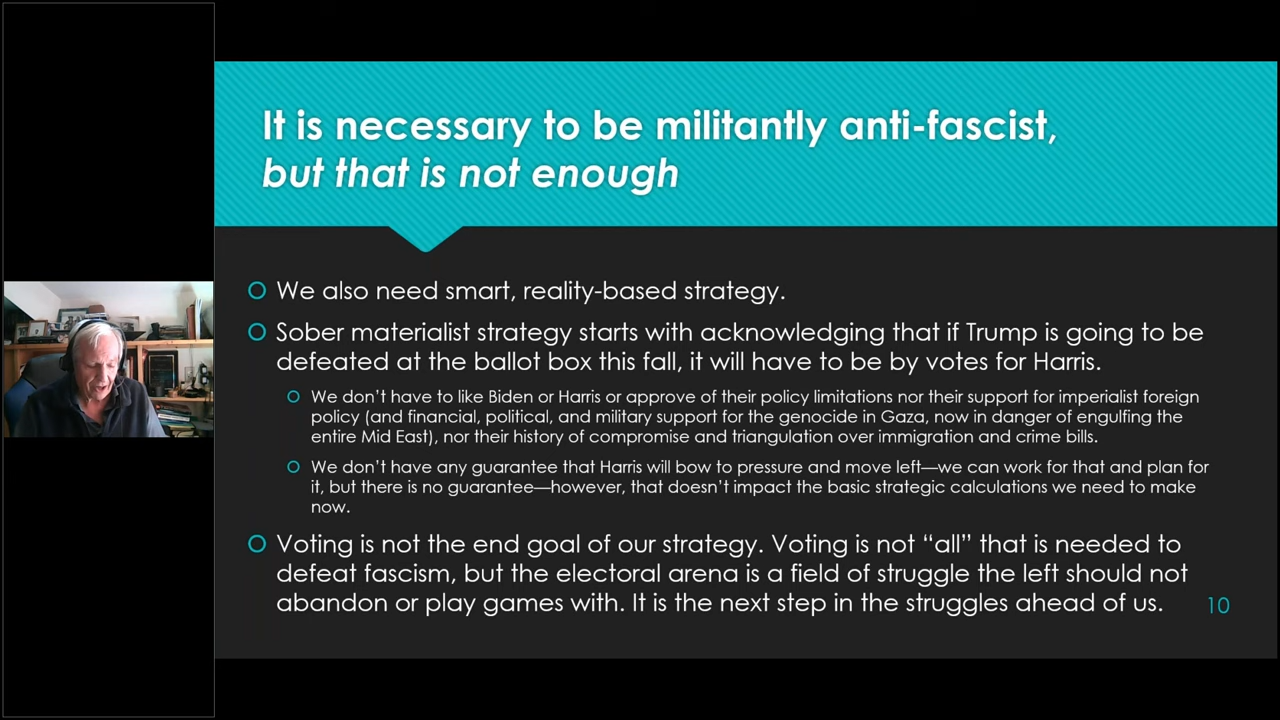 It is necessary to be militantly anti-fascist,
but that is not enough
We also need smart, reality-based strategy.
Sober materialist strategy starts with acknowledging that if Trump is going to be
defeated at the ballot box this fall, it will have to be by votes for Harris.
We don’t have to like Biden or Harris or approve of their policy limitations nor their support for imperialist foreign
policy (and financial, political, and military support for the genocide in Gaza, now in danger of engulfing the
entire Mid East), nor their history of compromise and triangulation over immigration and crime bills.
We don’t have any guarantee that Harris will bow to pressure and move left—we can work for that and plan for
it, but there is no guarantee—however, that doesn’t impact the basic strategic calculations we need to make
now.
Voting is not the end goal of our strategy. Voting is not “all” that is needed to
defeat fascism, but the electoral arena is a field of struggle the left should not
abandon or play games with. It is the next step in the struggles ahead of us.
10